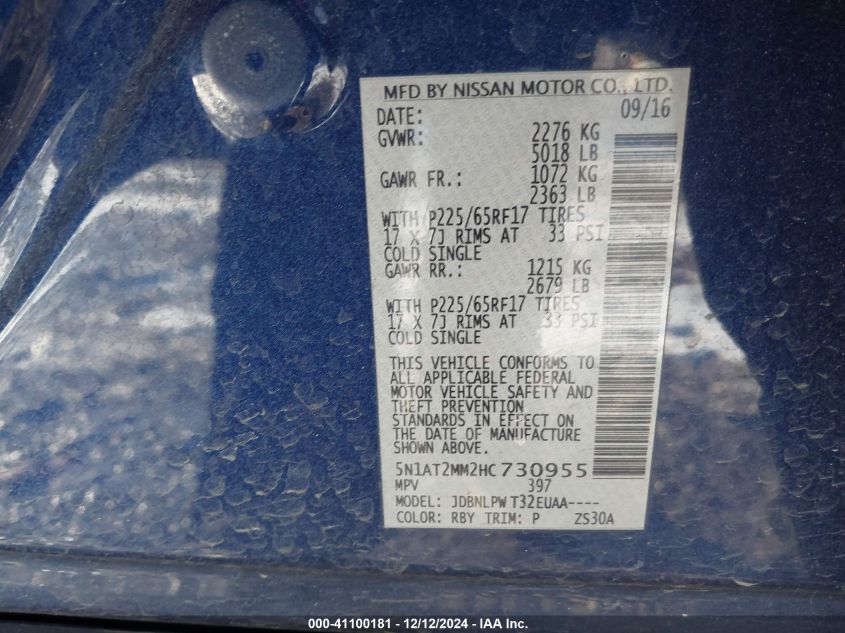 MFD BY NISSAN MOTOR CO., LTD.
DATE: 09/16
GVWR: 2276 KG
5018 LB
GAWR FR.: 1072 KG
2363 LB
WITH P225/65RF17 TIRES
17 X 7J RIMS AT 33 PSI
COLD SINGLE
GAWR RR.: 1215 KG
2679 LB
WITH P225/65RF17 TIRES
17 X 7J RIMS AT 33 PSI
COLD SINGLE
THIS VEHICLE CONFORMS TO
ALL APPLICABLE FEDERAL
MOTOR VEHICLE SAFETY AND
THEFT PREVENTION
STANDARDS IN EFFECT ON
THE DATE OF MANUFACTURE
SHOWN ABOVE.
5N1AT2MM2HC730955
MPV 397
MODEL: JDBNLPW T32EUAA----
COLOR: RBY TRIM: P ZS30A
000-41100181 - 12/12/2024 - IAA Inc.